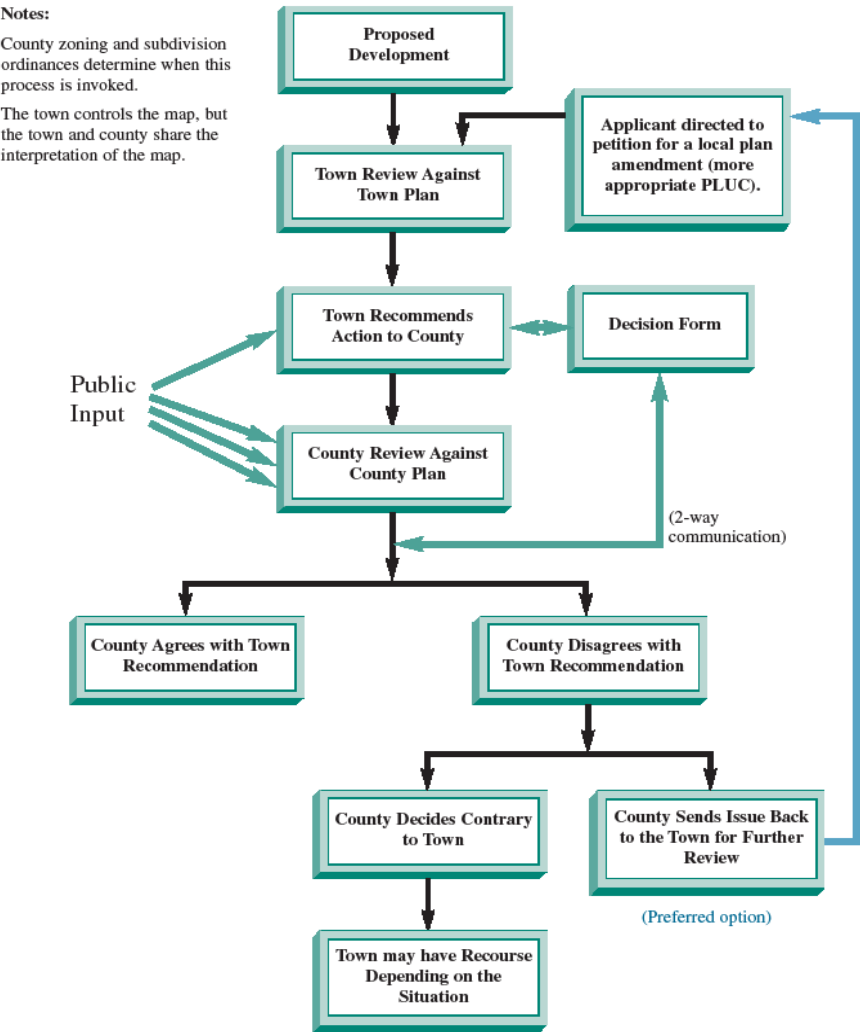 Notes:
County zoning and subdivision
ordinances determine when this
process is invoked.
The town controls the map, but
the town and county share the
interpretation of the map.
Proposed
Development
Applicant directed to
petition for a local plan
amendment (more
appropriate PLUC).
Town Review Against
Town Plan
Town Recommends
Action to County
Decision Form
Public
Input
County Review Against
County Plan
(2-way
communication)
County Agrees with Town
Recommendation
County Disagrees with
Town Recommendation
County Decides Contrary
to Town
County Sends Issue Back
to the Town for Further
Review
(Preferred option)
Town may have Recourse
Depending on the
Situation